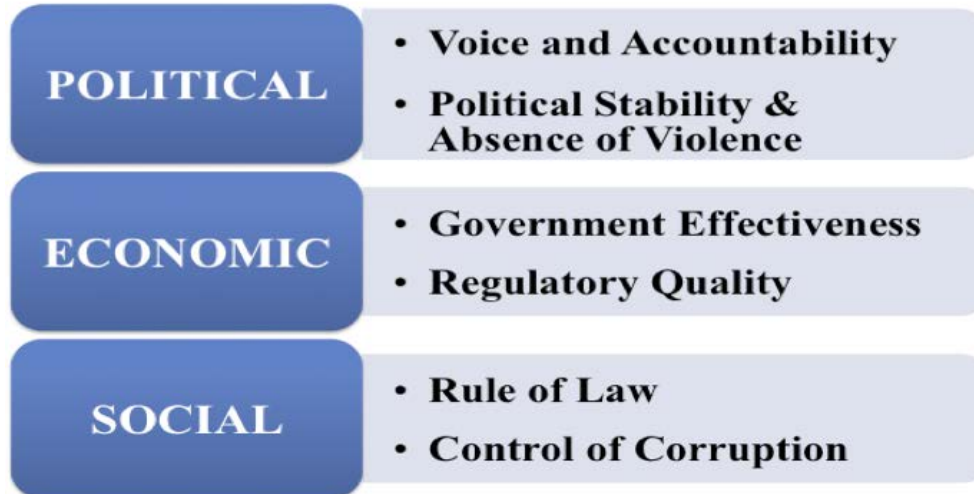 POLITICAL
• Voice and Accountability
• Political Stability &
Absence of Violence
ECONOMIC
• Government Effectiveness
• Regulatory Quality
SOCIAL
• Rule of Law
• Control of Corruption